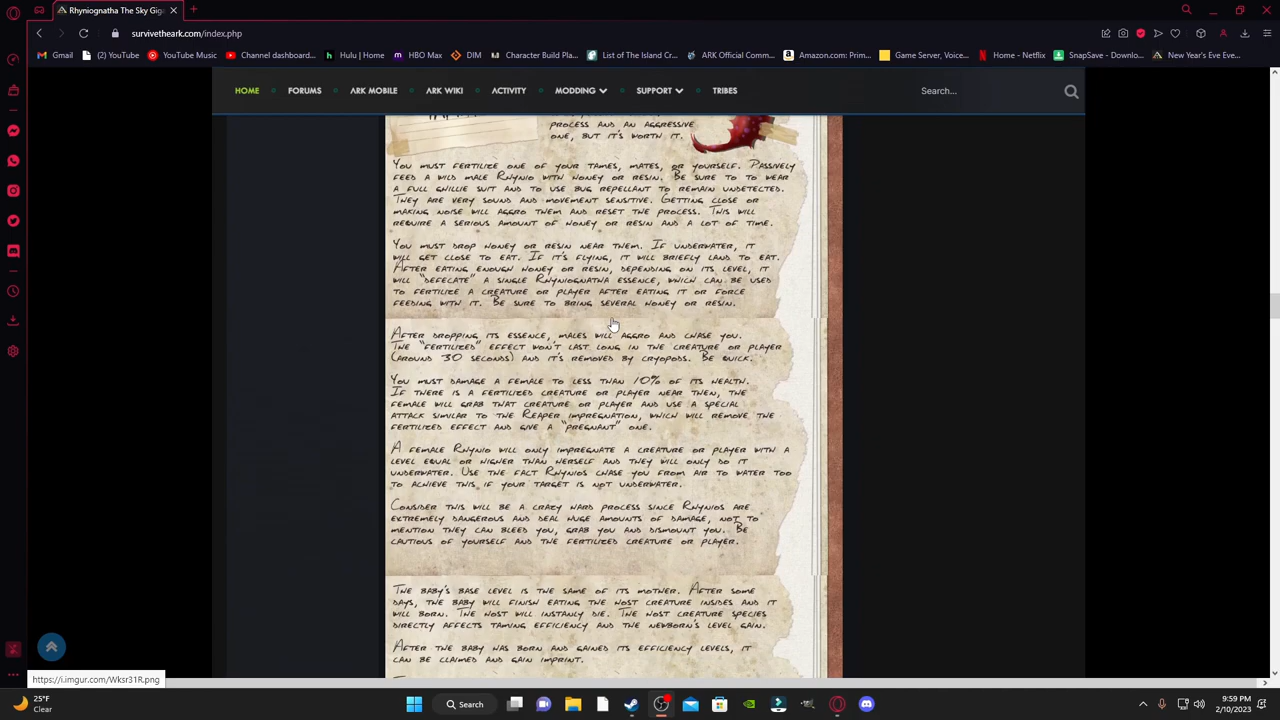 Rhyniognatha The Sky Giga
survivetheark.com/index.php
Gmail
(2) YouTube
YouTube Music
Channel dashboard...
Hulu | Home
HBO Max
DIM
Character Build Pla...
List of The Island Cr...
ARK Official Comm...
Amazon.com: Prim...
Game Server, Voice...
Home - Netflix
SnapSave - Downlo...
New Year's Eve Eve...
HOME
FORUMS
ARK MOBILE
ARK WIKI
ACTIVITY
MODDING
SUPPORT
TRIBES
Search...
PROCESS AND AN AGGRESSIVE
ONE, BUT IT'S WORTH IT.
YOU MUST FERTILIZE ONE OF YOUR TAMES, MATES, OR YOURSELF. PASSIVELY
FEED A WILD MALE RHYNIO WITH HONEY OR RESIN. BE SURE TO TO WEAR
A FULL GHILLIE SUIT AND TO USE BUG REPELLANT TO REMAIN UNDETECTED.
THEY ARE VERY SOUND AND MOVEMENT SENSITIVE. GETTING CLOSE OR
MAKING NOISE WILL AGGRO THEM AND RESET THE PROCESS. THIS WILL
REQUIRE A SERIOUS AMOUNT OF HONEY OR RESIN AND A LOT OF TIME.
YOU MUST DROP HONEY OR RESIN NEAR THEM. IF UNDERWATER, IT
WILL GET CLOSE TO EAT. IF IT'S FLYING, IT WILL BRIEFLY LAND TO EAT.
AFTER EATING ENOUGH HONEY OR RESIN, DEPENDING ON ITS LEVEL, IT
WILL "DEFECATE" A SINGLE RHYNIOGNATHA ESSENCE, WHICH CAN BE USED
TO FERTILIZE A CREATURE OR PLAYER AFTER EATING IT OR FORCE
FEEDING WITH IT. BE SURE TO BRING SEVERAL HONEY OR RESIN.
AFTER DROPPING ITS ESSENCE, MALES WILL AGGRO AND CHASE YOU.
THE "FERTILIZED" EFFECT WON'T LAST LONG IN THE CREATURE OR PLAYER
(AROUND 30 SECONDS) AND IT'S REMOVED BY CRYOPODS. BE QUICK.
YOU MUST DAMAGE A FEMALE TO LESS THAN 10% OF ITS HEALTH.
IF THERE IS A FERTILIZED CREATURE OR PLAYER NEAR THEN, THE
FEMALE WILL GRAB THAT CREATURE OR PLAYER AND USE A SPECIAL
ATTACK SIMILAR TO THE REAPER IMPREGNATION, WHICH WILL REMOVE THE
FERTILIZED EFFECT AND GIVE A "PREGNANT" ONE.
A FEMALE RHYNIO WILL ONLY IMPREGNATE A CREATURE OR PLAYER WITH A
LEVEL EQUAL OR HIGHER THAN HERSELF AND THEY WILL ONLY DO IT
UNDERWATER. USE THE FACT RHYNIOS CHASE YOU FROM AIR TO WATER TOO
TO ACHIEVE THIS IF YOUR TARGET IS NOT UNDERWATER.
CONSIDER THIS WILL BE A CRAZY HARD PROCESS SINCE RHYNIOS ARE
EXTREMELY DANGEROUS AND DEAL HUGE AMOUNTS OF DAMAGE, NOT TO
MENTION THEY CAN BLEED YOU, GRAB YOU AND DISMOUNT YOU. BE
CAUTIOUS OF YOURSELF AND THE FERTILIZED CREATURE OR PLAYER.
THE BABY'S BASE LEVEL IS THE SAME OF ITS MOTHER. AFTER SOME
DAYS, THE BABY WILL FINISH EATING THE HOST CREATURE INSIDES AND IT
WILL BORN. THE HOST WILL INSTANLY DIE. THE HOST CREATURE SPECIES
DIRECTLY AFFECTS TAMING EFFICIENCY AND THE NEWBORN'S LEVEL GAIN.
AFTER THE BABY WAS BORN AND GAINED ITS EFFICIENCY LEVELS, IT
CAN BE CLAIMED AND GAIN IMPRINT.
https://i.imgur.com/Wksr31R.png
25°F
Clear
Search
9:59 PM
2/10/2023